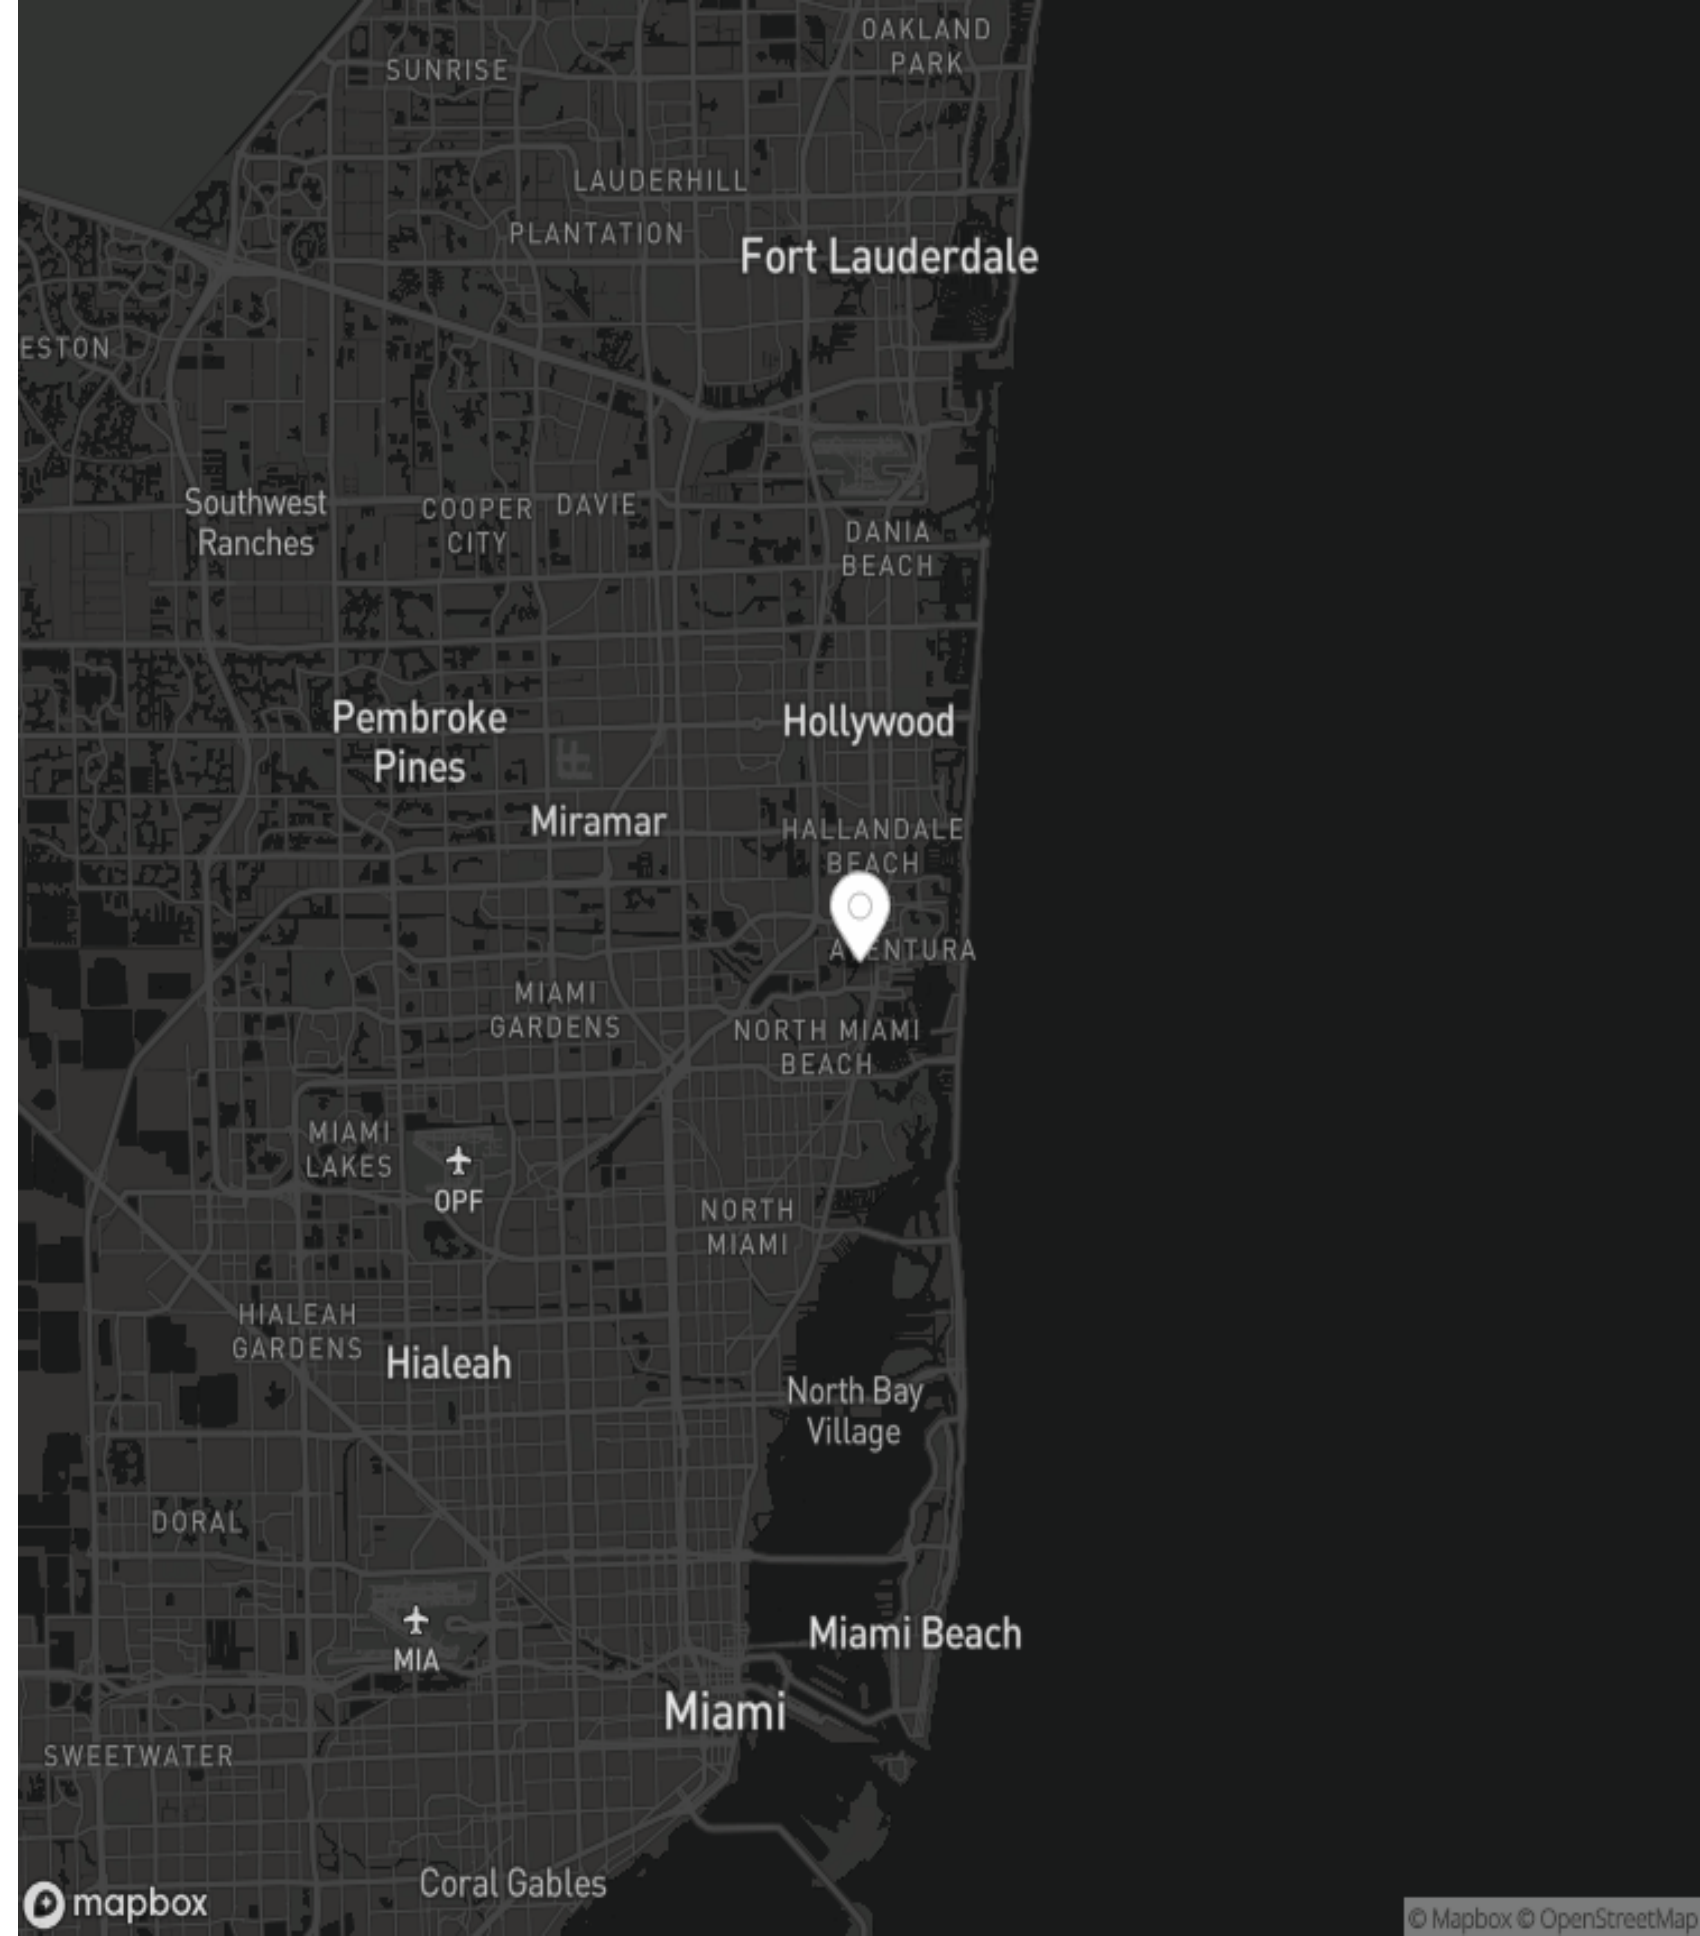 OAKLAND
PARK
SUNRISE
LAUDERHILL
PLANTATION
Fort Lauderdale
ESTON
Southwest
Ranches
COOPER
CITY
DAVIE
DANIA
BEACH
Pembroke
Pines
Hollywood
Miramar
HALLANDALE
BEACH
A ENTURA
MIAMI
GARDENS
NORTH MIAMI
BEACH
MIAMI
LAKES
OPF
NORTH
MIAMI
HIALEAH
GARDENS
Hialeah
North Bay
Village
DORAL
MIA
Miami Beach
Miami
SWEETWATER
Coral Gables
mapbox
© Mapbox © OpenStreetMap